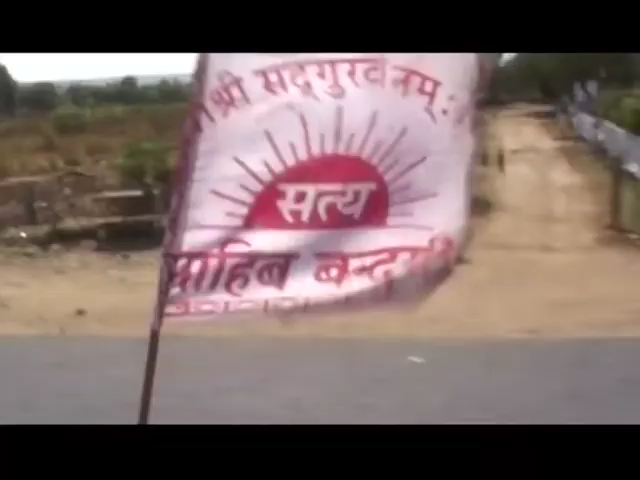 श्री सद्गुरवे नमः
सत्य
साहिब बन्दगी